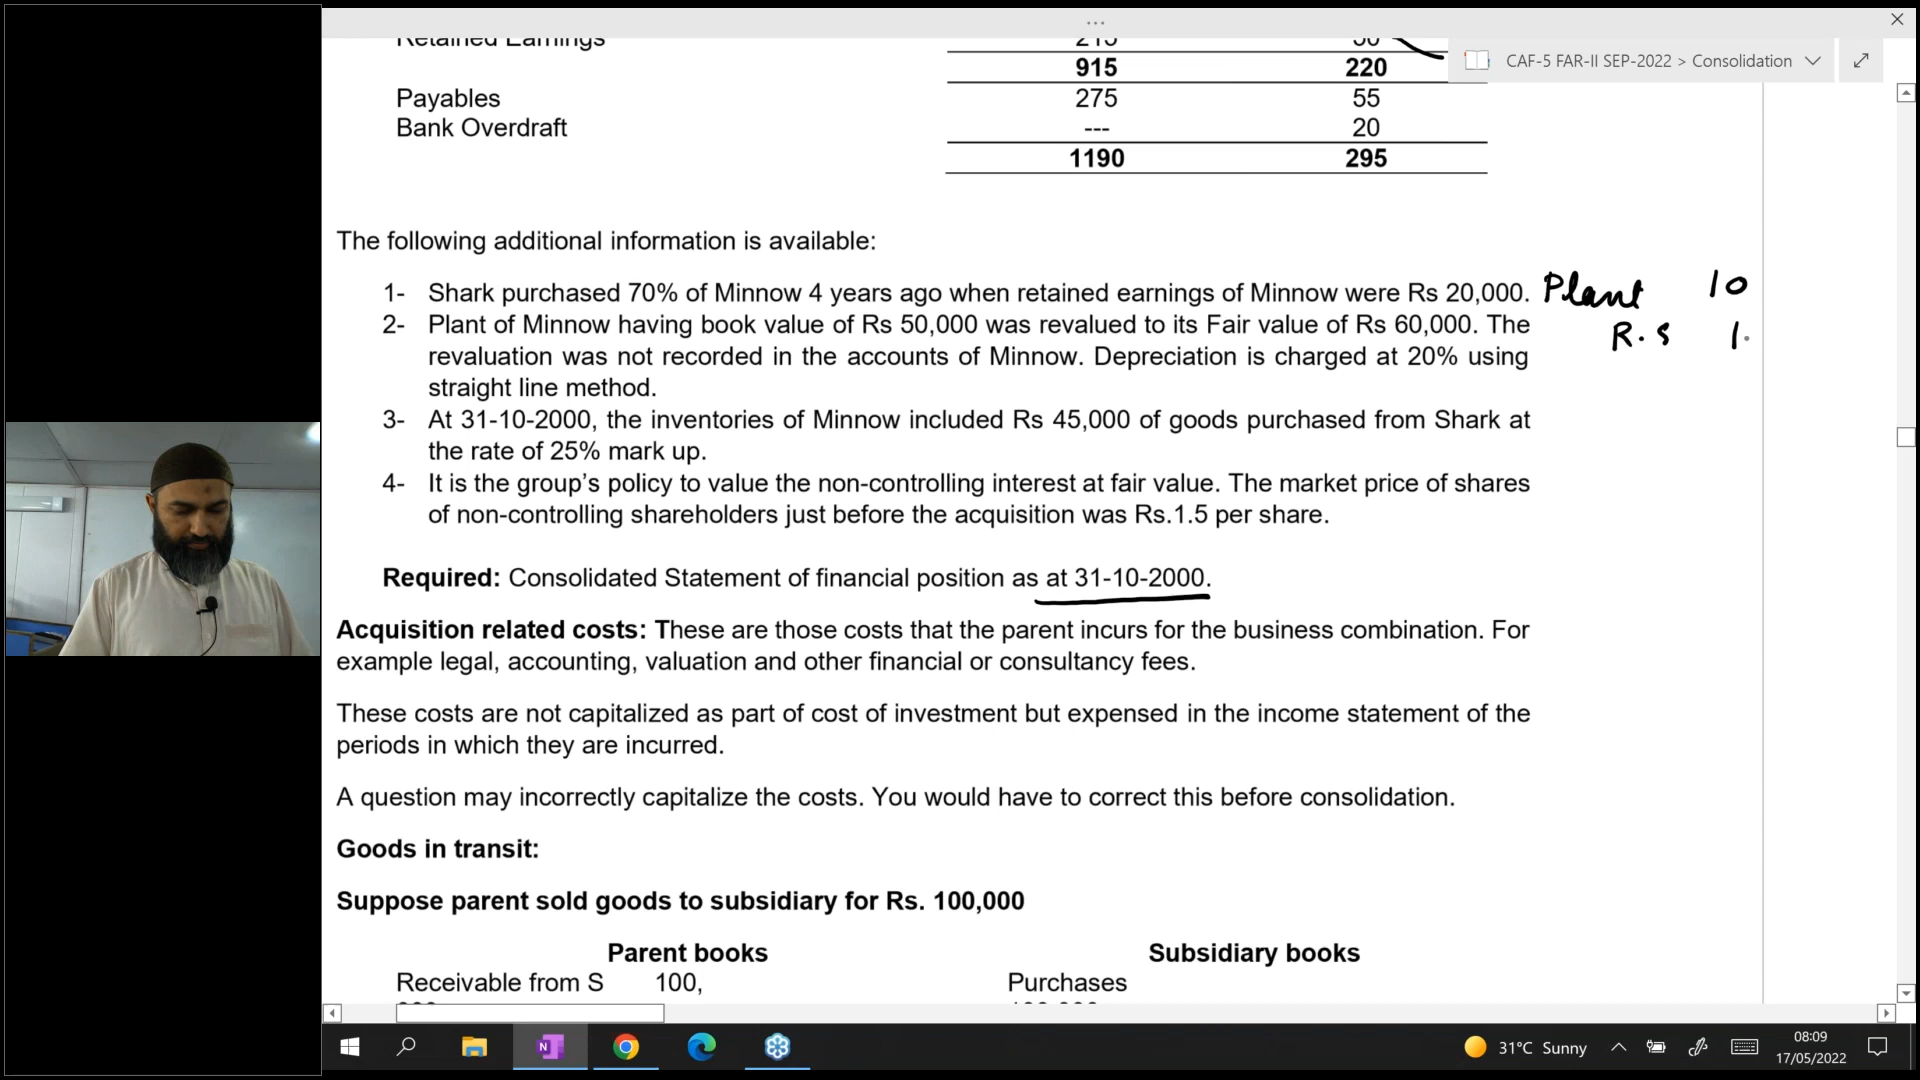 ...
CAF-5 FAR-II SEP-2022 > Consolidation
Retained Earnings 215 50
915 220
Payables 275 55
Bank Overdraft --- 20
1190 295
The following additional information is available:
1- Shark purchased 70% of Minnow 4 years ago when retained earnings of Minnow were Rs 20,000. Plant 10
2- Plant of Minnow having book value of Rs 50,000 was revalued to its Fair value of Rs 60,000. The R.S 1
revaluation was not recorded in the accounts of Minnow. Depreciation is charged at 20% using
straight line method.
3- At 31-10-2000, the inventories of Minnow included Rs 45,000 of goods purchased from Shark at
the rate of 25% mark up.
4- It is the group's policy to value the non-controlling interest at fair value. The market price of shares
of non-controlling shareholders just before the acquisition was Rs.1.5 per share.
Required: Consolidated Statement of financial position as at 31-10-2000.
Acquisition related costs: These are those costs that the parent incurs for the business combination. For
example legal, accounting, valuation and other financial or consultancy fees.
These costs are not capitalized as part of cost of investment but expensed in the income statement of the
periods in which they are incurred.
A question may incorrectly capitalize the costs. You would have to correct this before consolidation.
Goods in transit:
Suppose parent sold goods to subsidiary for Rs. 100,000
Parent books Subsidiary books
Receivable from S 100, Purchases
31°C Sunny
08:09
17/05/2022